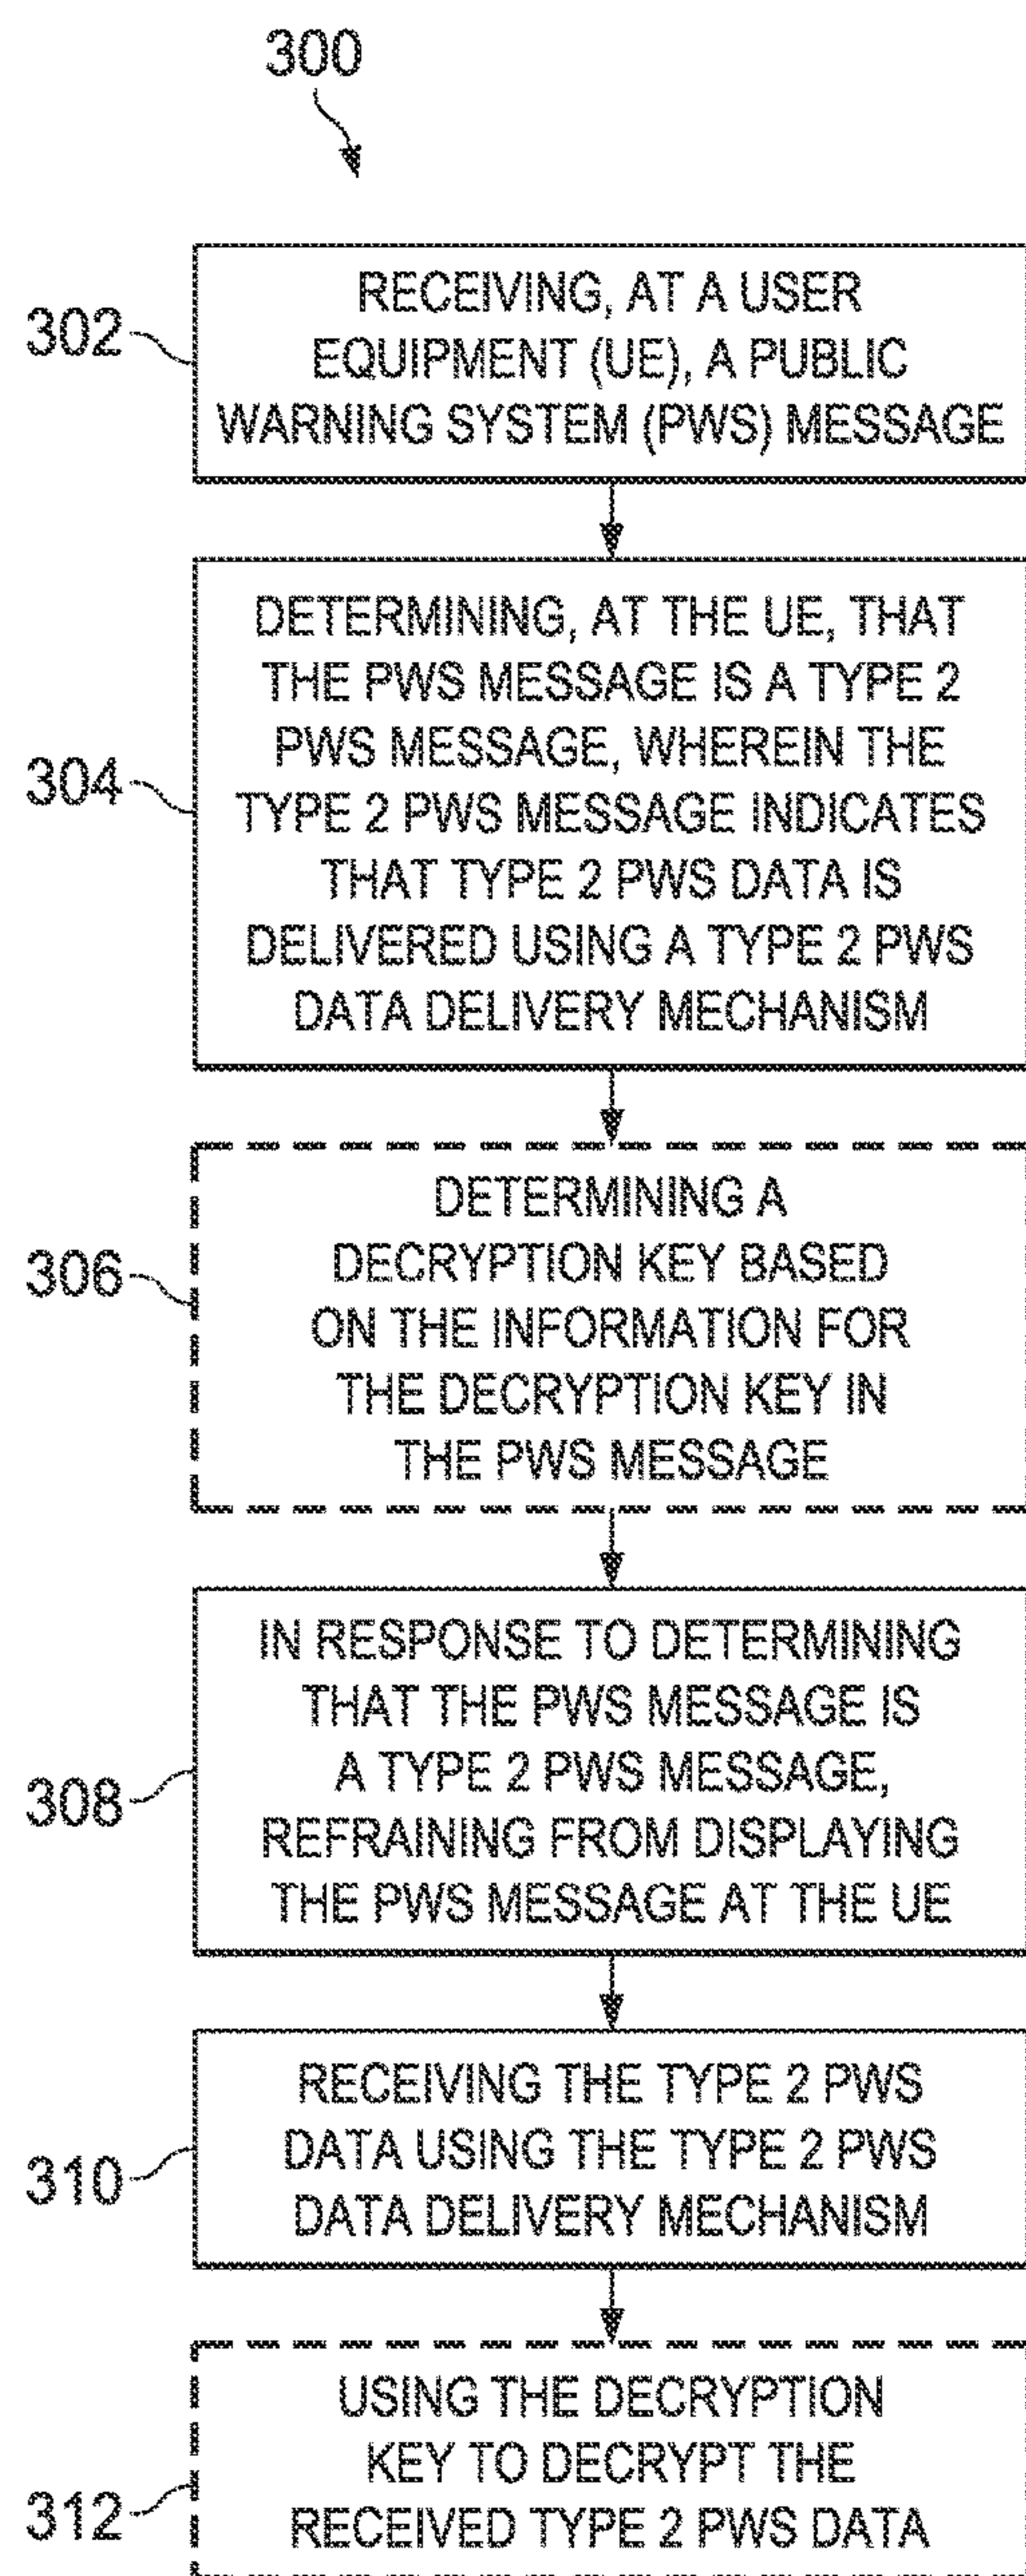 300
302
RECEIVING, AT A USER
EQUIPMENT (UE), A PUBLIC
WARNING SYSTEM (PWS) MESSAGE
304
DETERMINING, AT THE UE, THAT
THE PWS MESSAGE IS A TYPE 2
PWS MESSAGE, WHEREIN THE
TYPE 2 PWS MESSAGE INDICATES
THAT TYPE 2 PWS DATA IS
DELIVERED USING A TYPE 2 PWS
DATA DELIVERY MECHANISM
306
DETERMINING A
DECRYPTION KEY BASED
ON THE INFORMATION FOR
THE DECRYPTION KEY IN
THE PWS MESSAGE
308
IN RESPONSE TO DETERMINING
THAT THE PWS MESSAGE IS
A TYPE 2 PWS MESSAGE,
REFRAINING FROM DISPLAYING
THE PWS MESSAGE AT THE UE
310
RECEIVING THE TYPE 2 PWS
DATA USING THE TYPE 2 PWS
DATA DELIVERY MECHANISM
312
USING THE DECRYPTION
KEY TO DECRYPT THE
RECEIVED TYPE 2 PWS DATA